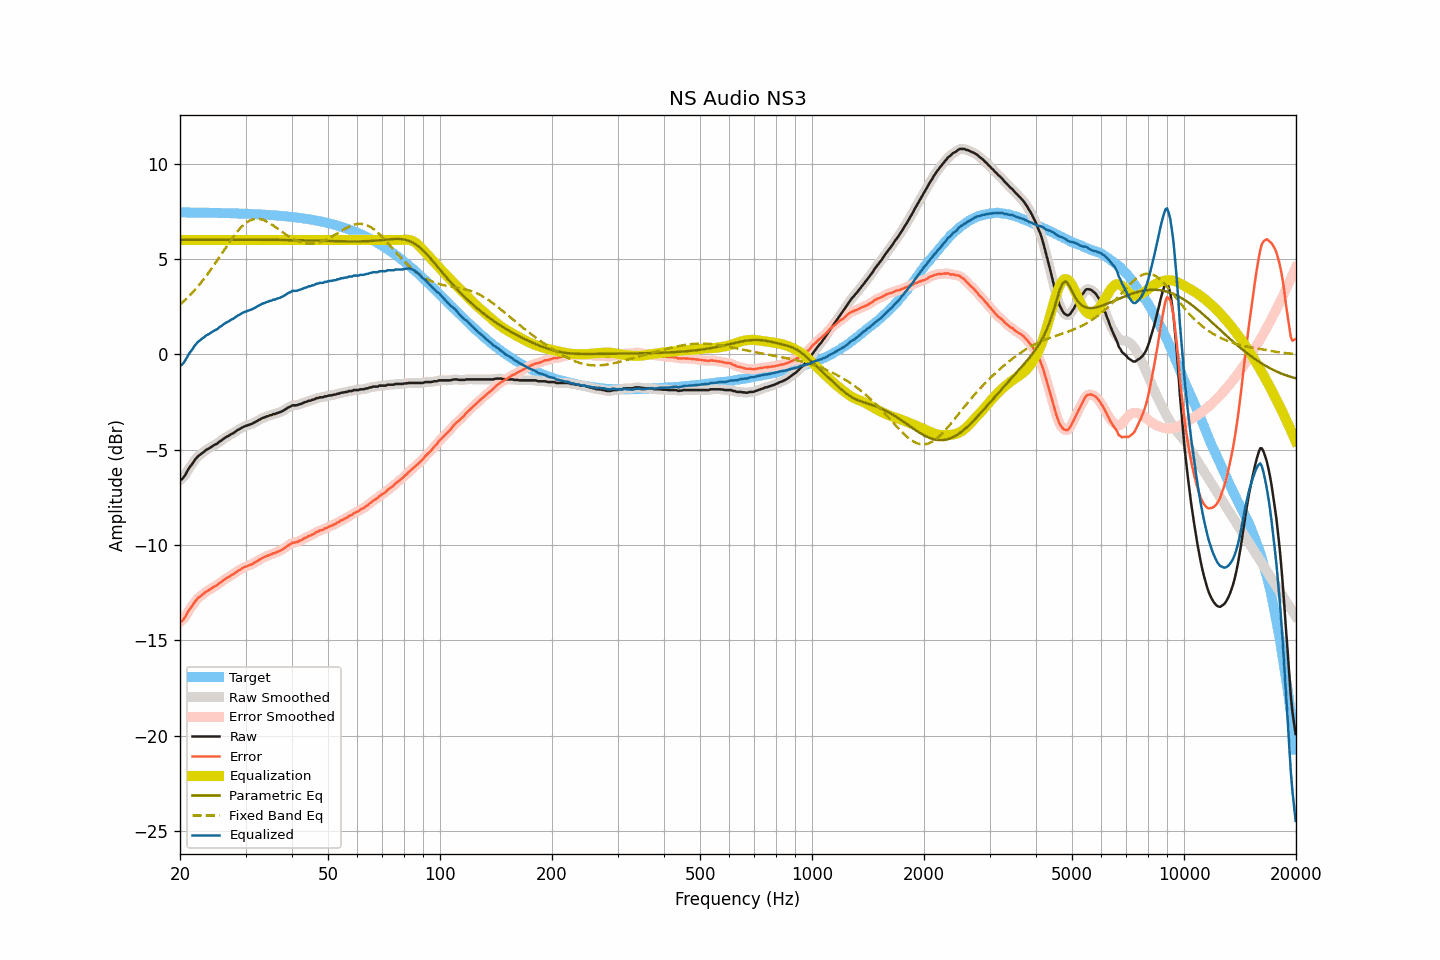 NS Audio NS3
Amplitude (dBr)
10
5
0
−5
−10
−15
−20
−25
Target
Raw Smoothed
Error Smoothed
Raw
Error
Equalization
Parametric Eq
Fixed Band Eq
Equalized
20
50
100
200
500
1000
2000
5000
10000
20000
Frequency (Hz)